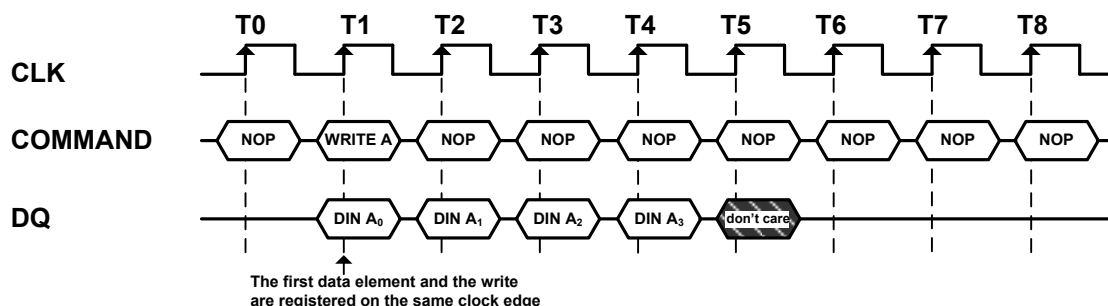 T0 T1 T2 T3 T4 T5 T6 T7 T8
CLK
COMMAND NOP WRITE A NOP NOP NOP NOP NOP NOP NOP
DQ DIN A0 DIN A1 DIN A2 DIN A3 don't care
The first data element and the write
are registered on the same clock edge